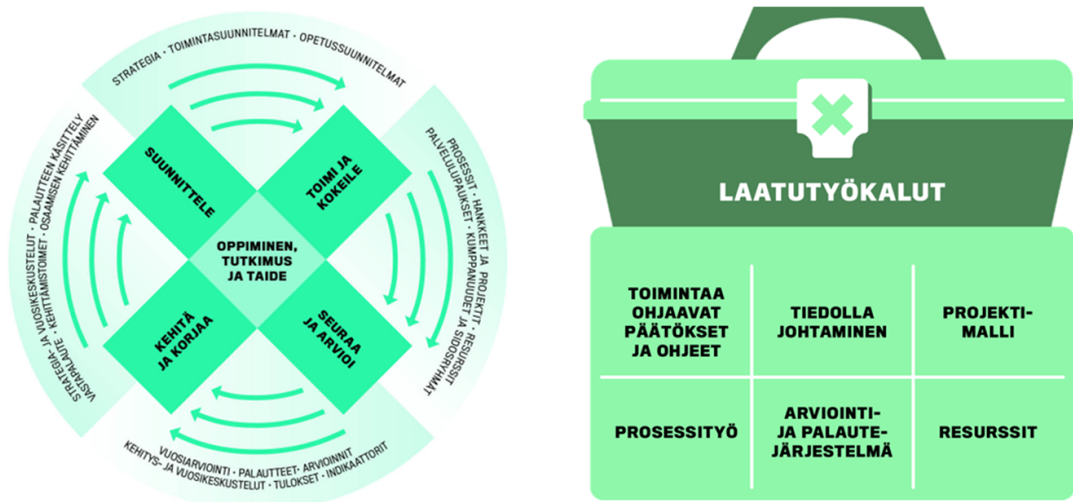 STRATEGIA · TOIMINTASUUNNITELMAT · OPETUSSUUNNITELMAT
SUUNNITTELE
TOIMI JA
KOKEILE
PROSESSIT · HANKKEET JA PROJEKTIT · RESURSSIT
PALVELULUPAUKSET · KUMPPANUUDET JA SIDOSRYHMÄT
OPPIMINEN,
TUTKIMUS
JA TAIDE
SEURAA
JA ARVIOI
VUOSIARVIOINTI · PALAUTTEET · ARVIOINNIT
KEHITYS- JA VUOSIKESKUSTELUT · TULOKSET · INDIKAATTORIT
KEHITÄ
JA KORJAA
STRATEGIA- JA VUOSIKESKUSTELUT · PALAUTTEEN KÄSITTELY
VASTAPALAUTE · KEHITTÄMISTOIMET · OSAAMISEN KEHITTÄMINEN
LAATUTYÖKALUT
TOIMINTAA
OHJAAVAT
PÄÄTÖKSET
JA OHJEET
TIEDOLLA
JOHTAMINEN
PROJEKTI-
MALLI
PROSESSITYÖ
ARVIOINTI-
JA PALAUTE-
JÄRJESTELMÄ
RESURSSIT